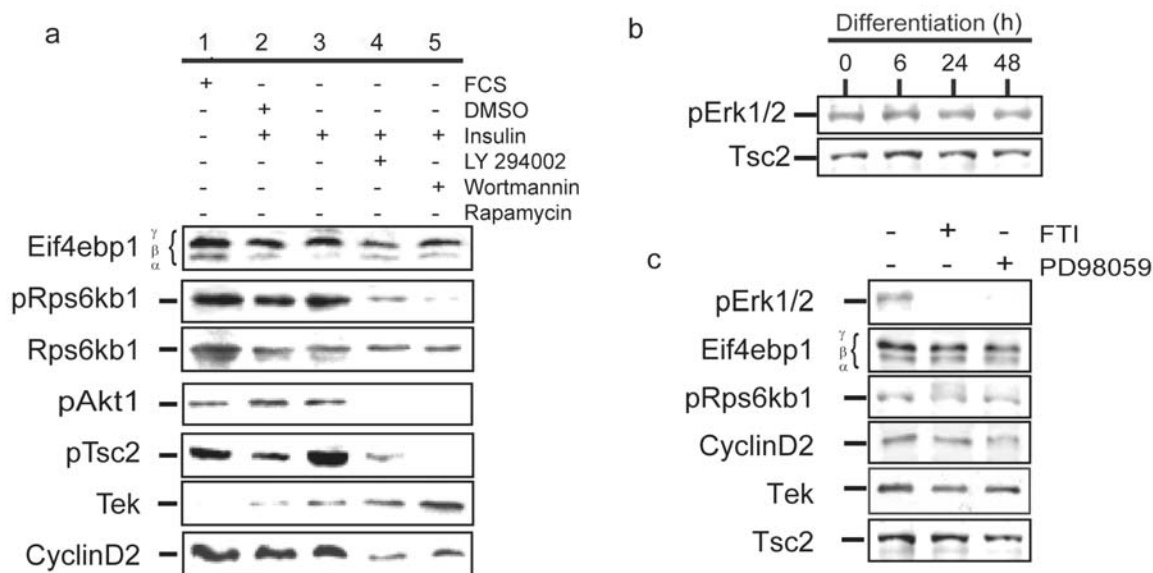 a
1 2 3 4 5
+ - - - - FCS
- + - - - DMSO
- + + + + Insulin
- - - + - LY 294002
- - - - + Wortmannin
- - - - - Rapamycin
Eif4ebp1 γ β α
pRps6kb1
Rps6kb1
pAkt1
pTsc2
Tek
CyclinD2
b
Differentiation (h)
0 6 24 48
pErk1/2
Tsc2
c
- + - FTI
- - + PD98059
pErk1/2
Eif4ebp1 γ β α
pRps6kb1
CyclinD2
Tek
Tsc2